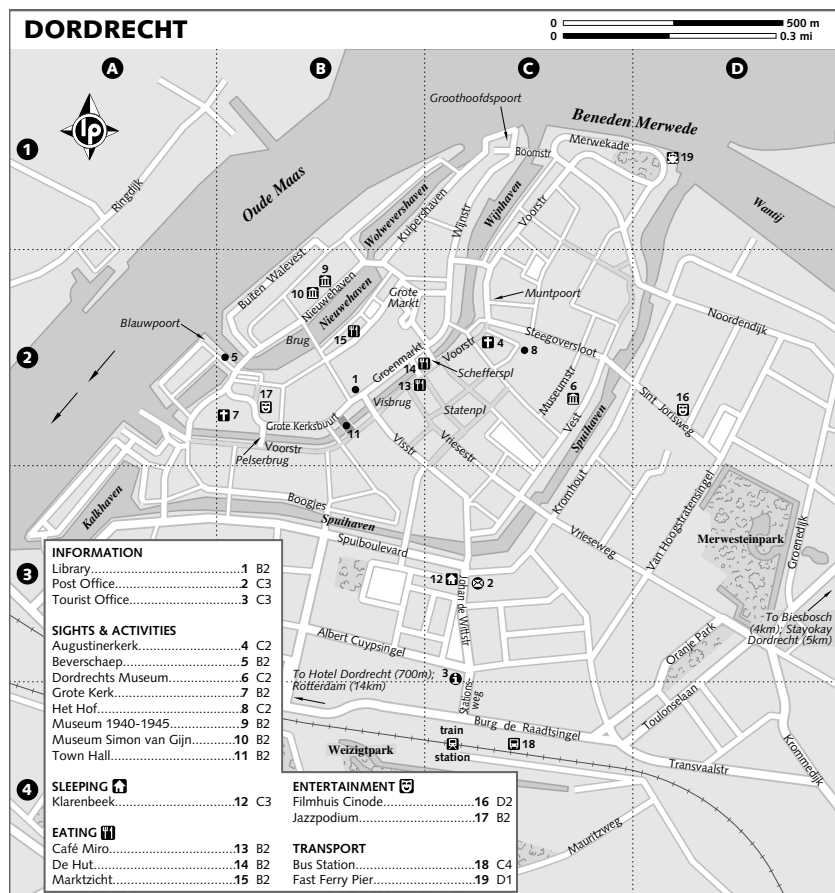 DORDRECHT
0 500 m
0 0.3 mi
A B C D
1
2
3
4
lp
Groothoofdspoort
Beneden Merwede
Boomstr
Merwekade
19
Ringdijk
Oude Maas
Wolwevershaven
Kuipershaven
Wijnstr
Wijnhaven
Voorstr
Wantij
Buiten Walevest
9
10
Nieuwehaven
Nieuwehaven
Grote
Markt
Muntpoort
Blauwpoort
Brug
15
Noordendijk
5
Groenmarkt
Voorstr
4
8
Steegoversloot
14
Schefferspl
13
1
17
Visbrug
Museumstr
6
16
Sint Jorisweg
7
Statenpl
Vest
Spuihaven
Grote Kerksbuurt
11
Voorstr
Pelserbrug
Visstr
Vriesestr
Kalkhaven
Boogjes
Spuihaven
Spuiboulevard
Kromhout
Vrieseweg
Van Hoogstratensingel
Merwesteinpark
Groenedijk
12
2
Johan de Wittstr
To Biesbosch
(4km); Stayokay
Dordrecht (5km)
Albert Cuypsingel
Oranje Park
To Hotel Dordrecht (700m);
Rotterdam (14km)
3
Stations-
weg
Toulonselaan
Burg de Raadtsingel
train
station
18
Weizigtpark
Transvaalstr
Krommedijk
Mauritzweg
INFORMATION
Library 1 B2
Post Office 2 C3
Tourist Office 3 C3
SIGHTS & ACTIVITIES
Augustinerkerk 4 C2
Beverschaep 5 B2
Dordrechts Museum 6 C2
Grote Kerk 7 B2
Het Hof 8 C2
Museum 1940-1945 9 B2
Museum Simon van Gijn 10 B2
Town Hall 11 B2
SLEEPING
Klarenbeek 12 C3
EATING
Café Miro 13 B2
De Hut 14 B2
Marktzicht 15 B2
ENTERTAINMENT
Filmhuis Cinode 16 D2
Jazzpodium 17 B2
TRANSPORT
Bus Station 18 C4
Fast Ferry Pier 19 D1